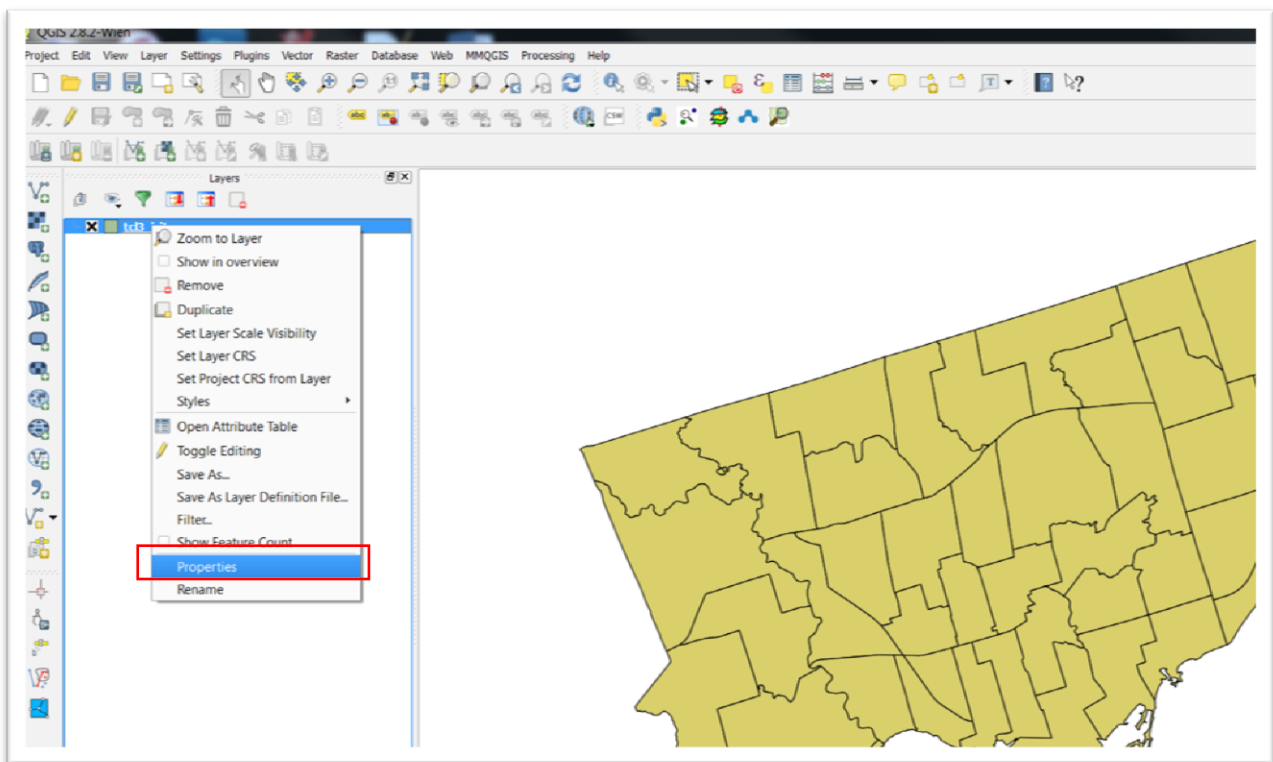 QGIS 2.8.2-Wien
Project Edit View Layer Settings Plugins Vector Raster Database Web MMQGIS Processing Help
Layers
Zoom to Layer
Show in overview
Remove
Duplicate
Set Layer Scale Visibility
Set Layer CRS
Set Project CRS from Layer
Styles
Open Attribute Table
Toggle Editing
Save As...
Save As Layer Definition File...
Filter...
Show Feature Count
Properties
Rename